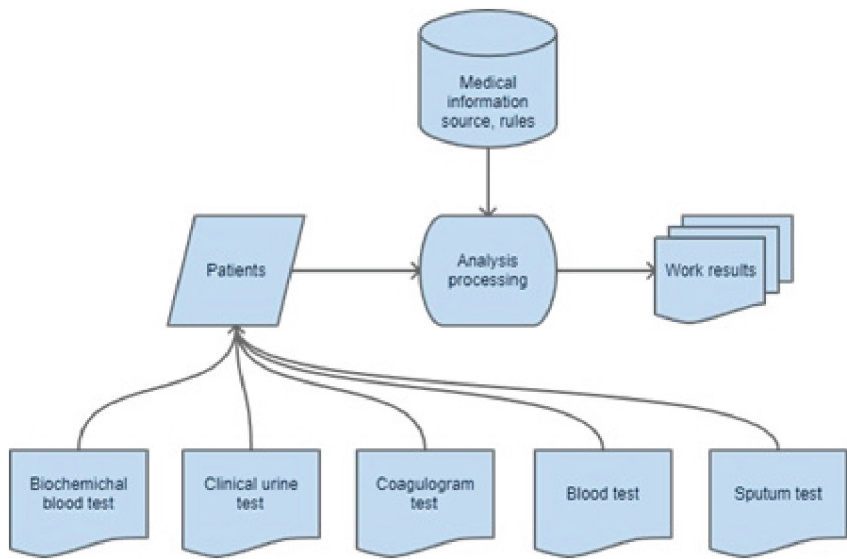 Medical
information
source, rules
Patients
Analysis
processing
Work results
Biochemichal
blood test
Clinical urine
test
Coagulogram
test
Blood test
Sputum test